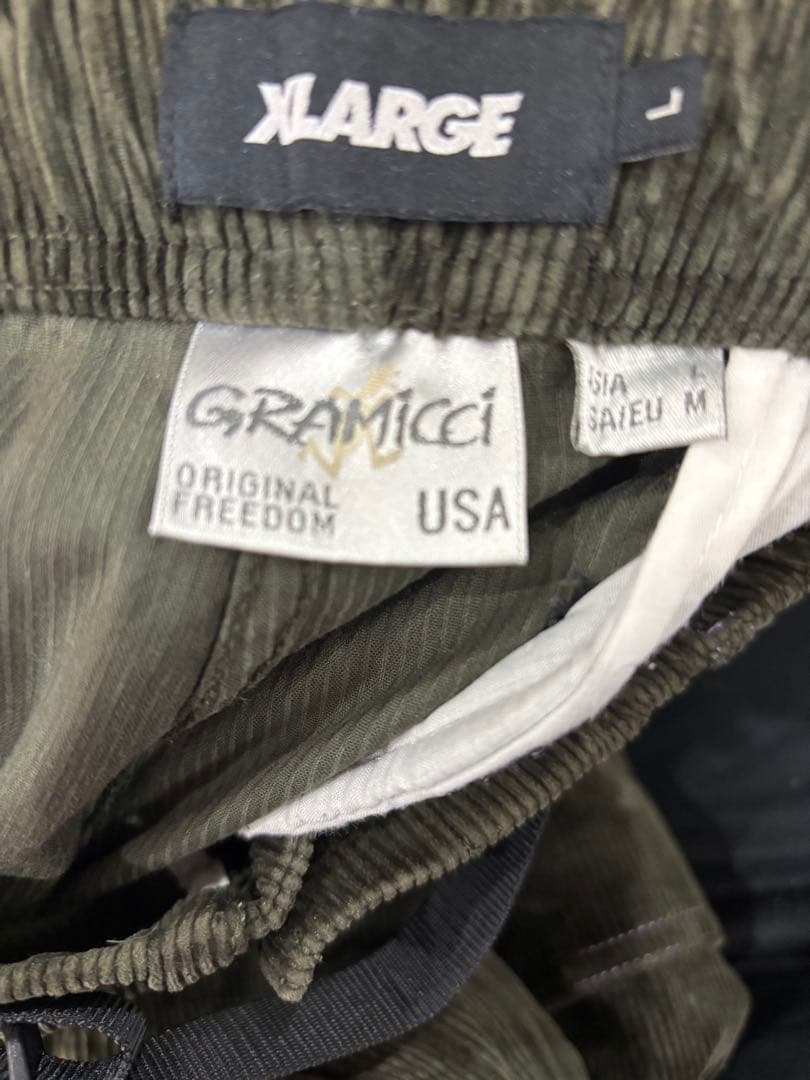 XLARGE
L
GRAMICCI
ORIGINAL
FREEDOM
USA
L
M